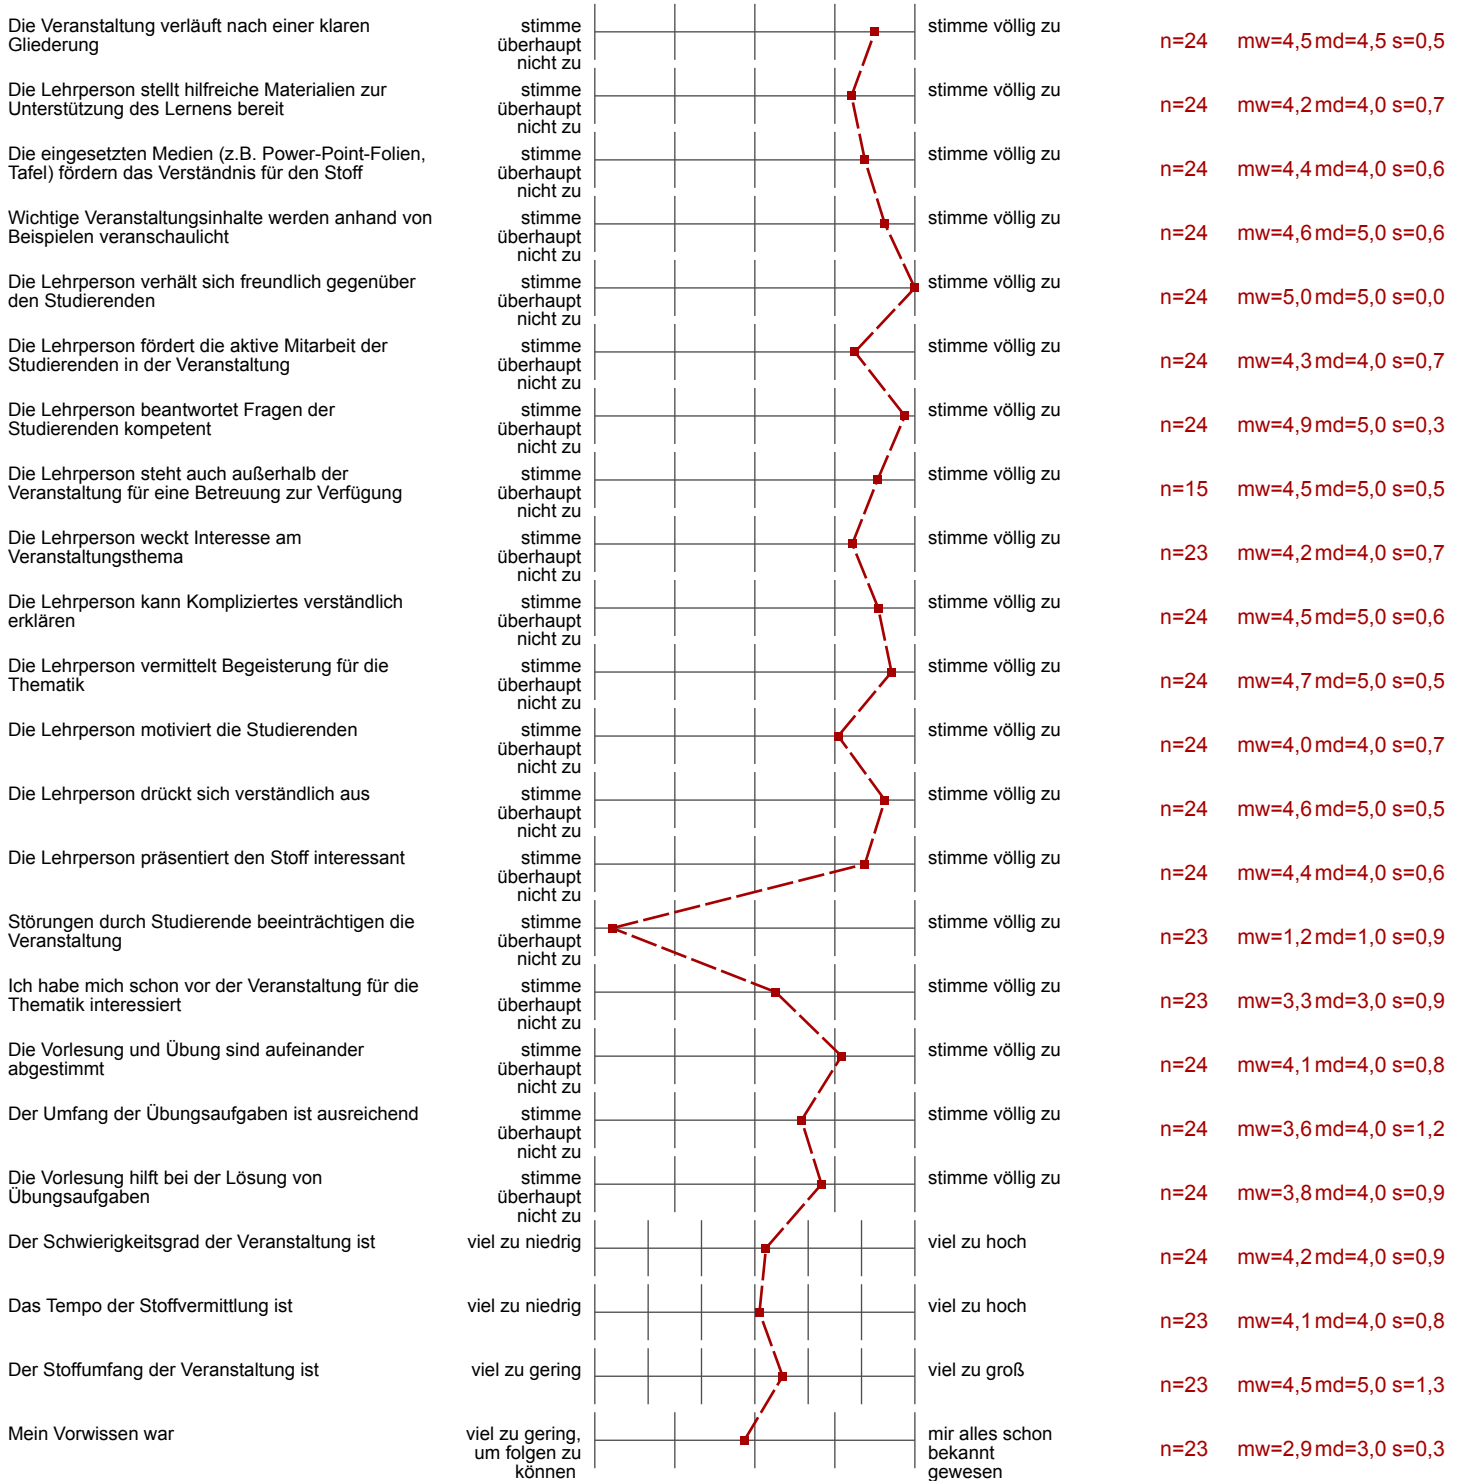 Die Veranstaltung verläuft nach einer klaren
Gliederung
stimme
überhaupt
nicht zu
stimme völlig zu
n=24 mw=4,5 md=4,5 s=0,5
Die Lehrperson stellt hilfreiche Materialien zur
Unterstützung des Lernens bereit
stimme
überhaupt
nicht zu
stimme völlig zu
n=24 mw=4,2 md=4,0 s=0,7
Die eingesetzten Medien (z.B. Power-Point-Folien,
Tafel) fördern das Verständnis für den Stoff
stimme
überhaupt
nicht zu
stimme völlig zu
n=24 mw=4,4 md=4,0 s=0,6
Wichtige Veranstaltungsinhalte werden anhand von
Beispielen veranschaulicht
stimme
überhaupt
nicht zu
stimme völlig zu
n=24 mw=4,6 md=5,0 s=0,6
Die Lehrperson verhält sich freundlich gegenüber
den Studierenden
stimme
überhaupt
nicht zu
stimme völlig zu
n=24 mw=5,0 md=5,0 s=0,0
Die Lehrperson fördert die aktive Mitarbeit der
Studierenden in der Veranstaltung
stimme
überhaupt
nicht zu
stimme völlig zu
n=24 mw=4,3 md=4,0 s=0,7
Die Lehrperson beantwortet Fragen der
Studierenden kompetent
stimme
überhaupt
nicht zu
stimme völlig zu
n=24 mw=4,9 md=5,0 s=0,3
Die Lehrperson steht auch außerhalb der
Veranstaltung für eine Betreuung zur Verfügung
stimme
überhaupt
nicht zu
stimme völlig zu
n=15 mw=4,5 md=5,0 s=0,5
Die Lehrperson weckt Interesse am
Veranstaltungsthema
stimme
überhaupt
nicht zu
stimme völlig zu
n=23 mw=4,2 md=4,0 s=0,7
Die Lehrperson kann Kompliziertes verständlich
erklären
stimme
überhaupt
nicht zu
stimme völlig zu
n=24 mw=4,5 md=5,0 s=0,6
Die Lehrperson vermittelt Begeisterung für die
Thematik
stimme
überhaupt
nicht zu
stimme völlig zu
n=24 mw=4,7 md=5,0 s=0,5
Die Lehrperson motiviert die Studierenden
stimme
überhaupt
nicht zu
stimme völlig zu
n=24 mw=4,0 md=4,0 s=0,7
Die Lehrperson drückt sich verständlich aus
stimme
überhaupt
nicht zu
stimme völlig zu
n=24 mw=4,6 md=5,0 s=0,5
Die Lehrperson präsentiert den Stoff interessant
stimme
überhaupt
nicht zu
stimme völlig zu
n=24 mw=4,4 md=4,0 s=0,6
Störungen durch Studierende beeinträchtigen die
Veranstaltung
stimme
überhaupt
nicht zu
stimme völlig zu
n=23 mw=1,2 md=1,0 s=0,9
Ich habe mich schon vor der Veranstaltung für die
Thematik interessiert
stimme
überhaupt
nicht zu
stimme völlig zu
n=23 mw=3,3 md=3,0 s=0,9
Die Vorlesung und Übung sind aufeinander
abgestimmt
stimme
überhaupt
nicht zu
stimme völlig zu
n=24 mw=4,1 md=4,0 s=0,8
Der Umfang der Übungsaufgaben ist ausreichend
stimme
überhaupt
nicht zu
stimme völlig zu
n=24 mw=3,6 md=4,0 s=1,2
Die Vorlesung hilft bei der Lösung von
Übungsaufgaben
stimme
überhaupt
nicht zu
stimme völlig zu
n=24 mw=3,8 md=4,0 s=0,9
Der Schwierigkeitsgrad der Veranstaltung ist
viel zu niedrig
viel zu hoch
n=24 mw=4,2 md=4,0 s=0,9
Das Tempo der Stoffvermittlung ist
viel zu niedrig
viel zu hoch
n=23 mw=4,1 md=4,0 s=0,8
Der Stoffumfang der Veranstaltung ist
viel zu gering
viel zu groß
n=23 mw=4,5 md=5,0 s=1,3
Mein Vorwissen war
viel zu gering,
um folgen zu
können
mir alles schon
bekannt
gewesen
n=23 mw=2,9 md=3,0 s=0,3